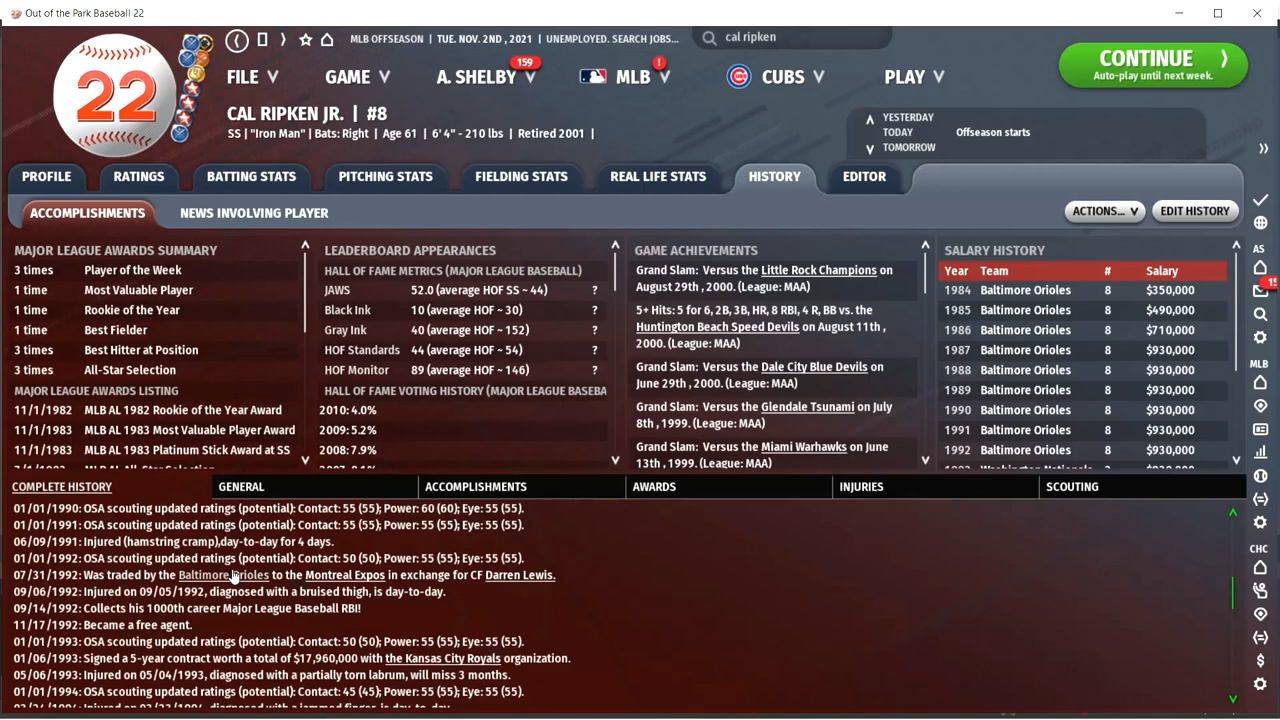 Out of the Park Baseball 22
22
MLB OFFSEASON | TUE. NOV. 2ND , 2021 | UNEMPLOYED. SEARCH JOBS...
cal ripken
FILE GAME A. SHELBY 159 MLB ! CUBS PLAY
CONTINUE
Auto-play until next week.
CAL RIPKEN JR. | #8
SS | "Iron Man" | Bats: Right | Age 61 | 6' 4" - 210 lbs | Retired 2001 |
YESTERDAY
TODAY Offseason starts
TOMORROW
PROFILE RATINGS BATTING STATS PITCHING STATS FIELDING STATS REAL LIFE STATS HISTORY EDITOR
ACCOMPLISHMENTS NEWS INVOLVING PLAYER ACTIONS... EDIT HISTORY
MAJOR LEAGUE AWARDS SUMMARY
3 times Player of the Week
1 time Most Valuable Player
1 time Rookie of the Year
1 time Best Fielder
3 times Best Hitter at Position
3 times All-Star Selection
MAJOR LEAGUE AWARDS LISTING
11/1/1982 MLB AL 1982 Rookie of the Year Award
11/1/1983 MLB AL 1983 Most Valuable Player Award
11/1/1983 MLB AL 1983 Platinum Stick Award at SS
LEADERBOARD APPEARANCES
HALL OF FAME METRICS (MAJOR LEAGUE BASEBALL)
JAWS 52.0 (average HOF SS ~ 44) ?
Black Ink 10 (average HOF ~ 30) ?
Gray Ink 40 (average HOF ~ 152) ?
HOF Standards 44 (average HOF ~ 54) ?
HOF Monitor 89 (average HOF ~ 146) ?
HALL OF FAME VOTING HISTORY (MAJOR LEAGUE BASEBA
2010: 4.0%
2009: 5.2%
2008: 7.9%
GAME ACHIEVEMENTS
Grand Slam: Versus the Little Rock Champions on
August 29th , 2000. (League: MAA)
5+ Hits: 5 for 6, 2B, 3B, HR, 8 RBI, 4 R, BB vs. the
Huntington Beach Speed Devils on August 11th ,
2000. (League: MAA)
Grand Slam: Versus the Dale City Blue Devils on
June 29th , 2000. (League: MAA)
Grand Slam: Versus the Glendale Tsunami on July
8th , 1999. (League: MAA)
Grand Slam: Versus the Miami Warhawks on June
13th , 1999. (League: MAA)
SALARY HISTORY
Year Team # Salary
1984 Baltimore Orioles 8 $350,000
1985 Baltimore Orioles 8 $490,000
1986 Baltimore Orioles 8 $710,000
1987 Baltimore Orioles 8 $930,000
1988 Baltimore Orioles 8 $930,000
1989 Baltimore Orioles 8 $930,000
1990 Baltimore Orioles 8 $930,000
1991 Baltimore Orioles 8 $930,000
1992 Baltimore Orioles 8 $930,000
COMPLETE HISTORY GENERAL ACCOMPLISHMENTS AWARDS INJURIES SCOUTING
01/01/1990: OSA scouting updated ratings (potential): Contact: 55 (55); Power: 60 (60); Eye: 55 (55).
01/01/1991: OSA scouting updated ratings (potential): Contact: 55 (55); Power: 55 (55); Eye: 55 (55).
06/09/1991: Injured (hamstring cramp),day-to-day for 4 days.
01/01/1992: OSA scouting updated ratings (potential): Contact: 50 (50); Power: 55 (55); Eye: 55 (55).
07/31/1992: Was traded by the Baltimore Orioles to the Montreal Expos in exchange for CF Darren Lewis.
09/06/1992: Injured on 09/05/1992, diagnosed with a bruised thigh, is day-to-day.
09/14/1992: Collects his 1000th career Major League Baseball RBI!
11/17/1992: Became a free agent.
01/01/1993: OSA scouting updated ratings (potential): Contact: 50 (50); Power: 55 (55); Eye: 55 (55).
01/06/1993: Signed a 5-year contract worth a total of $17,960,000 with the Kansas City Royals organization.
05/06/1993: Injured on 05/04/1993, diagnosed with a partially torn labrum, will miss 3 months.
01/01/1994: OSA scouting updated ratings (potential): Contact: 45 (45); Power: 55 (55); Eye: 55 (55).
AS
MLB
CHC